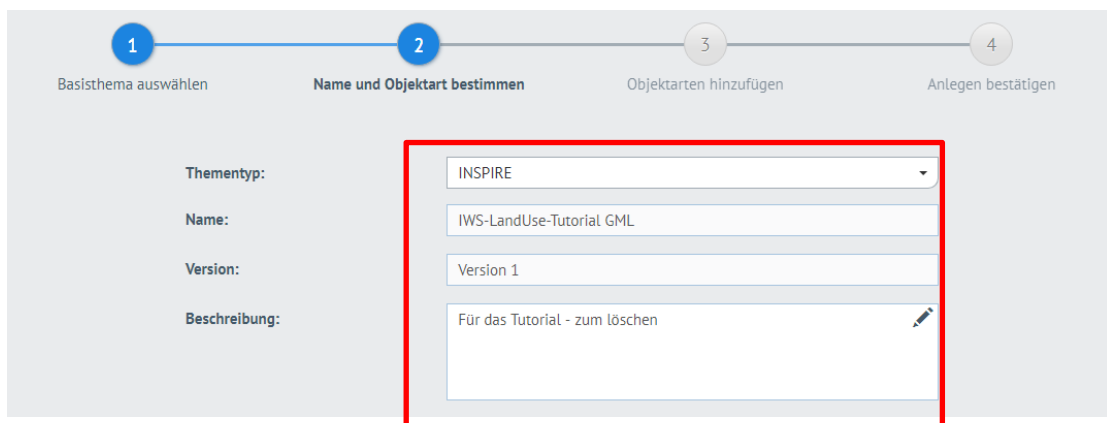 1 2 3 4
Basisthema auswählen Name und Objektart bestimmen Objektarten hinzufügen Anlegen bestätigen
Thementyp: INSPIRE
Name: IWS-LandUse-Tutorial GML
Version: Version 1
Beschreibung: Für das Tutorial - zum löschen